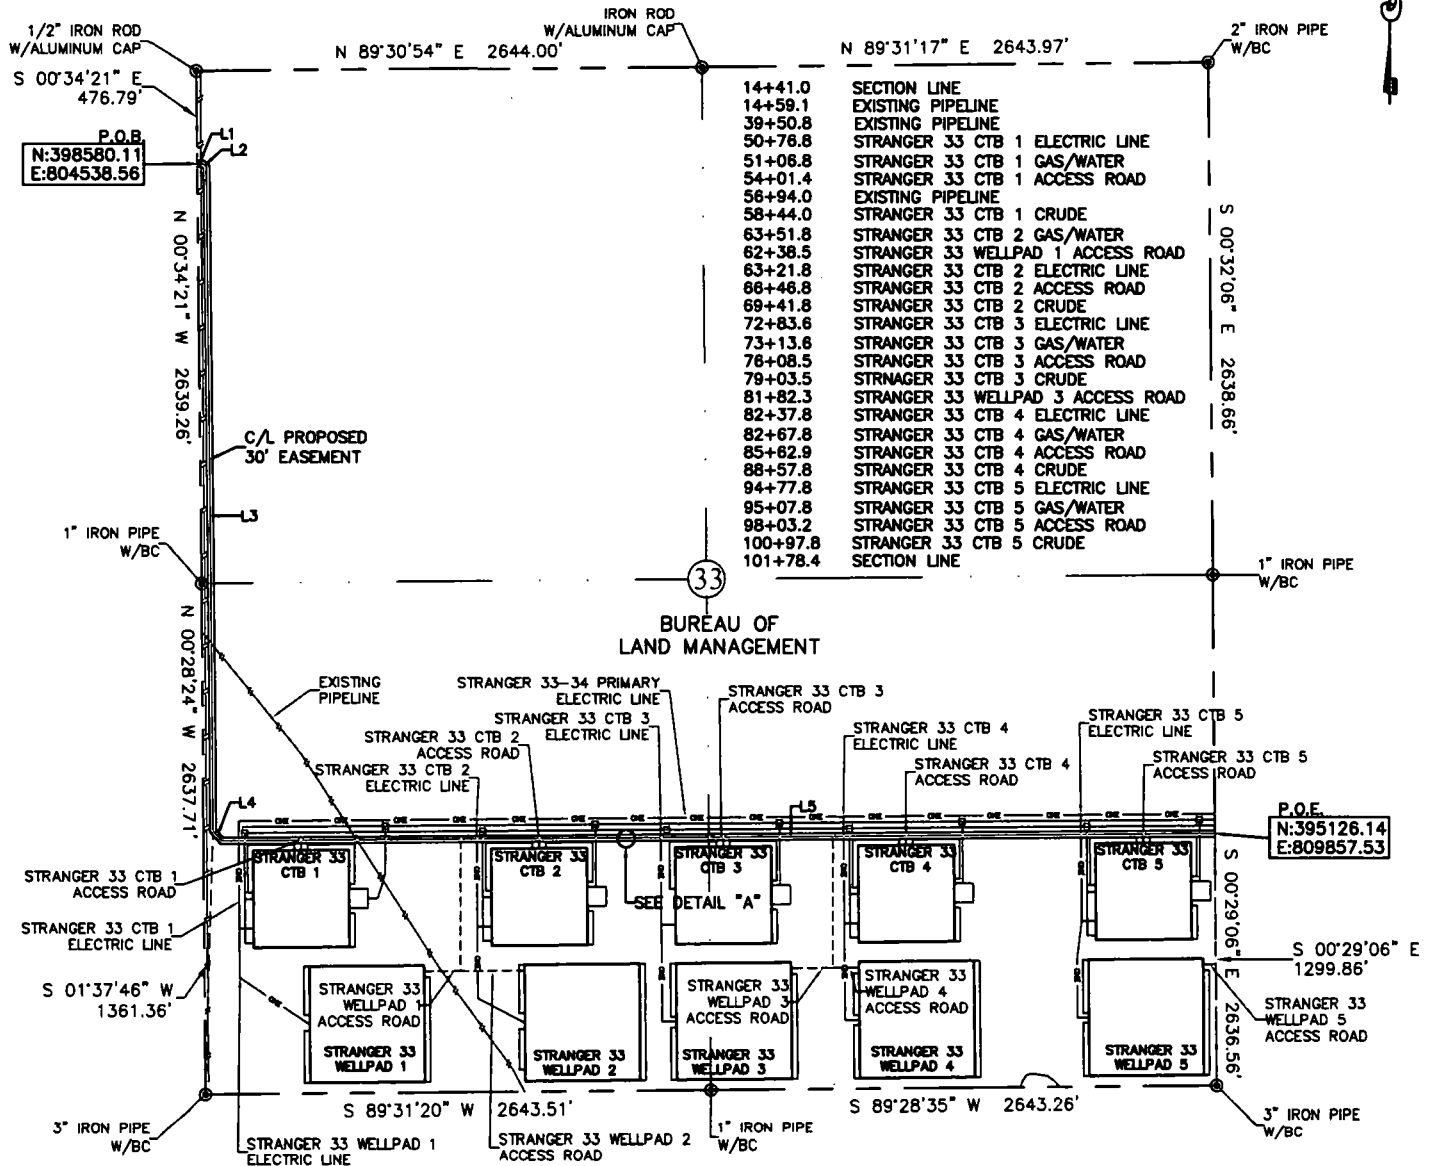 IRON ROD
W/ALUMINUM CAP
1/2" IRON ROD
W/ALUMINUM CAP
N 89°30'54" E 2644.00'
N 89°31'17" E 2643.97'
2" IRON PIPE
W/BC
S 00°34'21" E
476.79'
P.O.B.
N:398580.11
E:804538.56
L1
L2
14+41.0 SECTION LINE
14+59.1 EXISTING PIPELINE
39+50.8 EXISTING PIPELINE
50+76.8 STRANGER 33 CTB 1 ELECTRIC LINE
51+06.8 STRANGER 33 CTB 1 GAS/WATER
54+01.4 STRANGER 33 CTB 1 ACCESS ROAD
56+94.0 EXISTING PIPELINE
58+44.0 STRANGER 33 CTB 1 CRUDE
63+51.8 STRANGER 33 CTB 2 GAS/WATER
62+38.5 STRANGER 33 WELLPAD 1 ACCESS ROAD
63+21.8 STRANGER 33 CTB 2 ELECTRIC LINE
66+46.8 STRANGER 33 CTB 2 ACCESS ROAD
69+41.8 STRANGER 33 CTB 2 CRUDE
72+83.6 STRANGER 33 CTB 3 ELECTRIC LINE
73+13.6 STRANGER 33 CTB 3 GAS/WATER
76+08.5 STRANGER 33 CTB 3 ACCESS ROAD
79+03.5 STRNAGER 33 CTB 3 CRUDE
81+82.3 STRANGER 33 WELLPAD 3 ACCESS ROAD
82+37.8 STRANGER 33 CTB 4 ELECTRIC LINE
82+67.8 STRANGER 33 CTB 4 GAS/WATER
85+62.9 STRANGER 33 CTB 4 ACCESS ROAD
88+57.8 STRANGER 33 CTB 4 CRUDE
94+77.8 STRANGER 33 CTB 5 ELECTRIC LINE
95+07.8 STRANGER 33 CTB 5 GAS/WATER
98+03.2 STRANGER 33 CTB 5 ACCESS ROAD
100+97.8 STRANGER 33 CTB 5 CRUDE
101+78.4 SECTION LINE
N 00°34'21" W 2639.26'
S 00°32'06" E 2638.66'
C/L PROPOSED
30' EASEMENT
L3
1" IRON PIPE
W/BC
33
1" IRON PIPE
W/BC
BUREAU OF
LAND MANAGEMENT
N 00°28'24" W 2637.71'
EXISTING
PIPELINE
STRANGER 33-34 PRIMARY
ELECTRIC LINE
STRANGER 33 CTB 3
ACCESS ROAD
STRANGER 33 CTB 3
ELECTRIC LINE
STRANGER 33 CTB 2
ACCESS ROAD
STRANGER 33 CTB 2
ELECTRIC LINE
STRANGER 33 CTB 4
ELECTRIC LINE
STRANGER 33 CTB 4
ACCESS ROAD
STRANGER 33 CTB 5
ELECTRIC LINE
STRANGER 33 CTB 5
ACCESS ROAD
L4
L5
P.O.E.
N:395126.14
E:809857.53
STRANGER 33
CTB 1
STRANGER 33
CTB 2
STRANGER 33
CTB 3
STRANGER 33
CTB 4
STRANGER 33
CTB 5
STRANGER 33 CTB 1
ACCESS ROAD
STRANGER 33 CTB 1
ELECTRIC LINE
SEE DETAIL "A"
S 00°29'06" E 2636.56'
S 00°29'06" E
1299.86'
S 01°37'46" W
1361.36'
STRANGER 33
WELLPAD 1
ACCESS ROAD
STRANGER 33
WELLPAD 3
ACCESS ROAD
STRANGER 33
WELLPAD 4
ACCESS ROAD
STRANGER 33
WELLPAD 5
ACCESS ROAD
STRANGER 33
WELLPAD 1
STRANGER 33
WELLPAD 2
STRANGER 33
WELLPAD 3
STRANGER 33
WELLPAD 4
STRANGER 33
WELLPAD 5
S 89°31'20" W 2643.51'
S 89°28'35" W 2643.26'
3" IRON PIPE
W/BC
STRANGER 33 WELLPAD 1
ELECTRIC LINE
STRANGER 33 WELLPAD 2
ACCESS ROAD
1" IRON PIPE
W/BC
3" IRON PIPE
W/BC